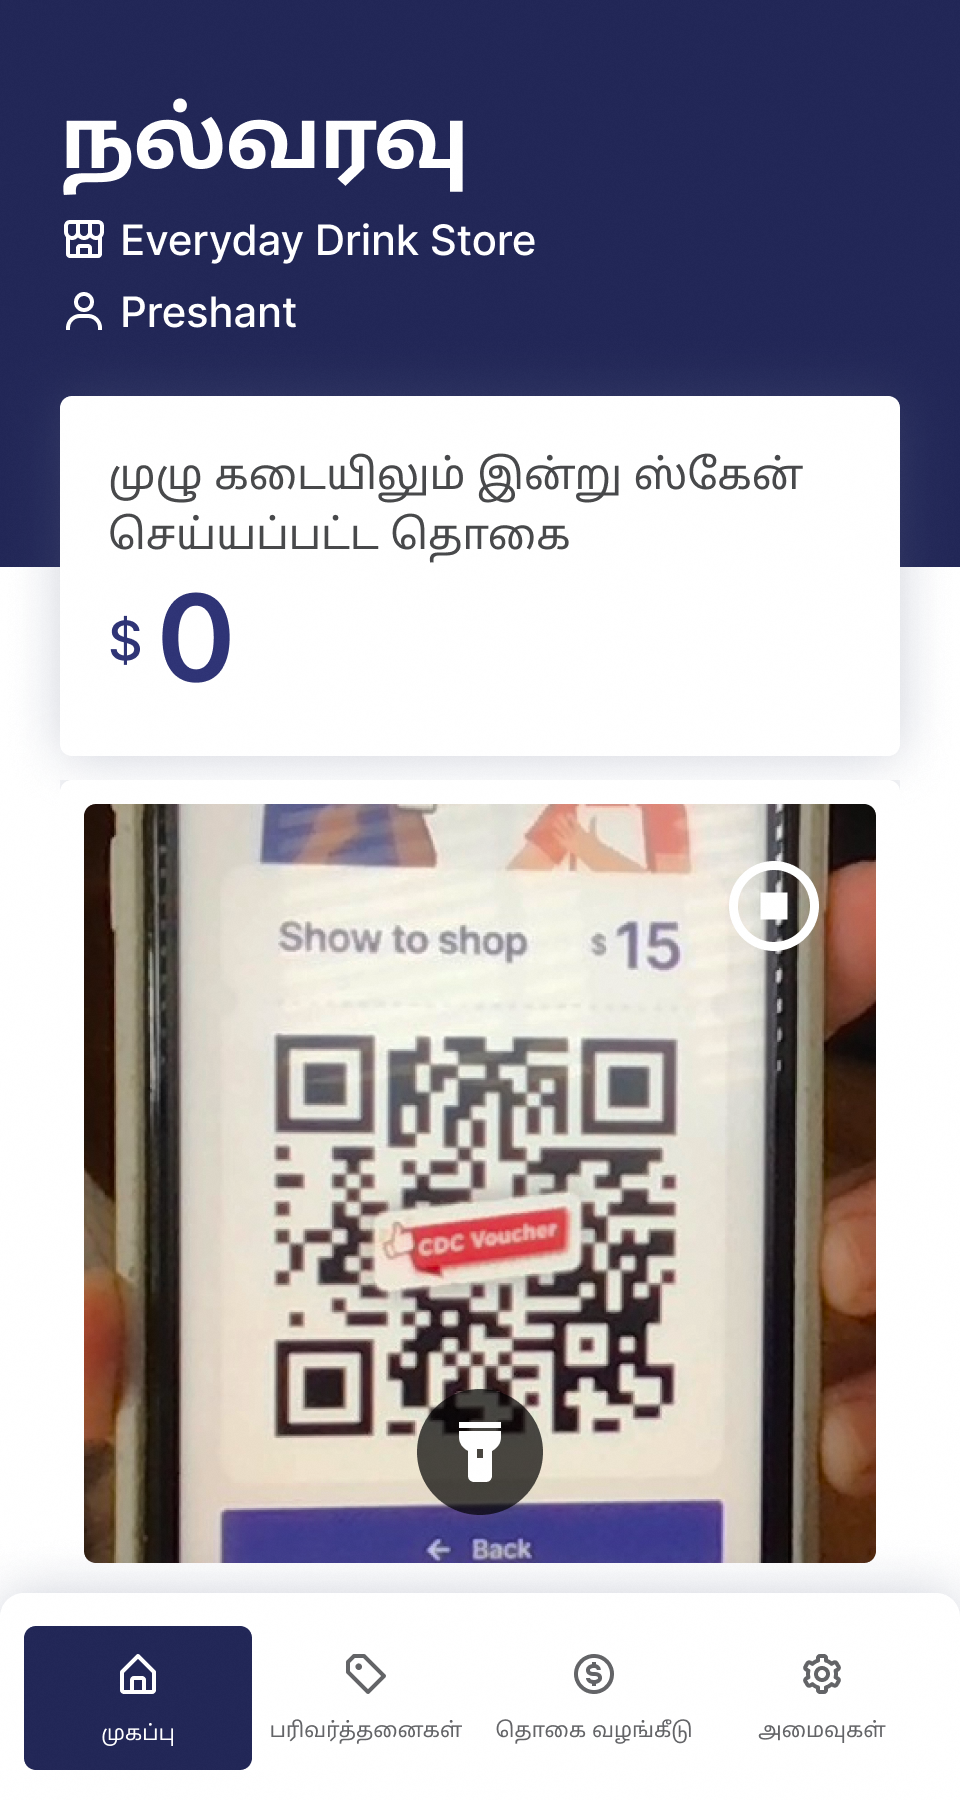 நல்வரவு
Everyday Drink Store
Preshant
முழு கடையிலும் இன்று ஸ்கேன்
செய்யப்பட்ட தொகை
$ 0
Show to shop $15
CDC Voucher
← Back
முகப்பு பரிவர்த்தனைகள் தொகை வழங்கீடு அமைவுகள்